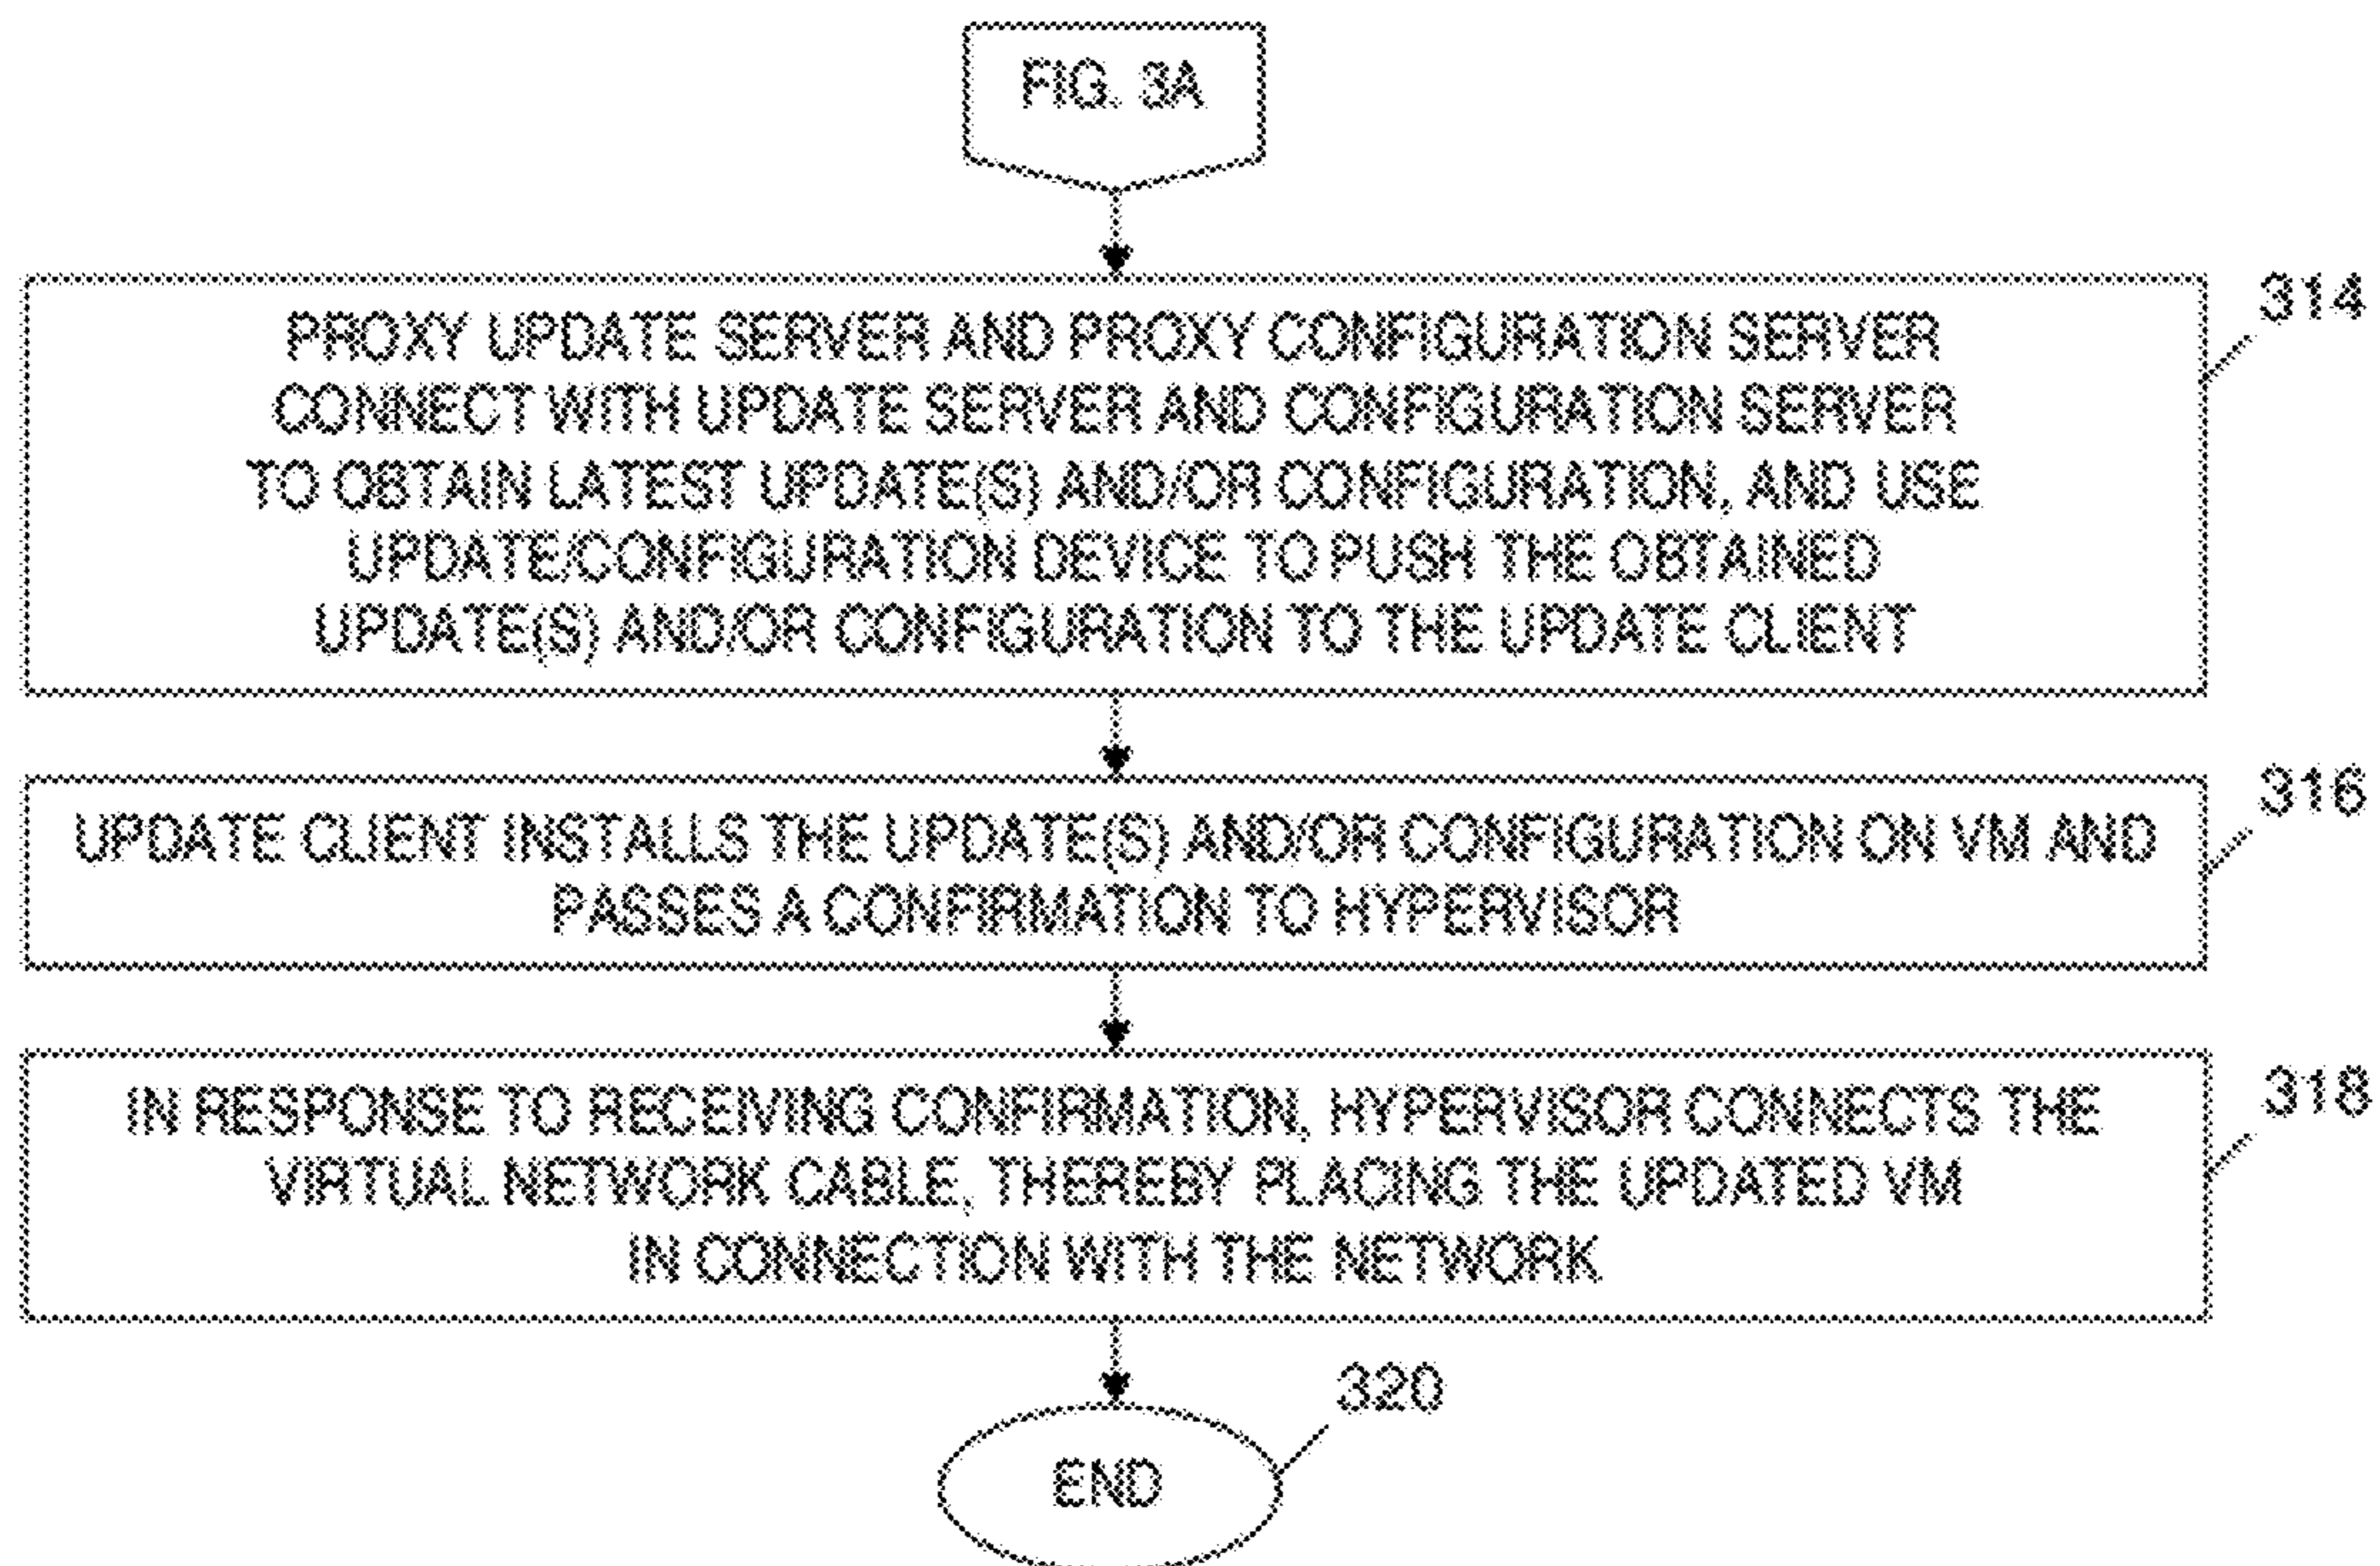 FIG. 3A
314
PROXY UPDATE SERVER AND PROXY CONFIGURATION SERVER
CONNECT WITH UPDATE SERVER AND CONFIGURATION SERVER
TO OBTAIN LATEST UPDATE(S) AND/OR CONFIGURATION, AND USE
UPDATE/CONFIGURATION DEVICE TO PUSH THE OBTAINED
UPDATE(S) AND/OR CONFIGURATION TO THE UPDATE CLIENT
316
UPDATE CLIENT INSTALLS THE UPDATE(S) AND/OR CONFIGURATION ON VM AND
PASSES A CONFIRMATION TO HYPERVISOR
318
IN RESPONSE TO RECEIVING CONFIRMATION, HYPERVISOR CONNECTS THE
VIRTUAL NETWORK CABLE, THEREBY PLACING THE UPDATED VM
IN CONNECTION WITH THE NETWORK
320
END